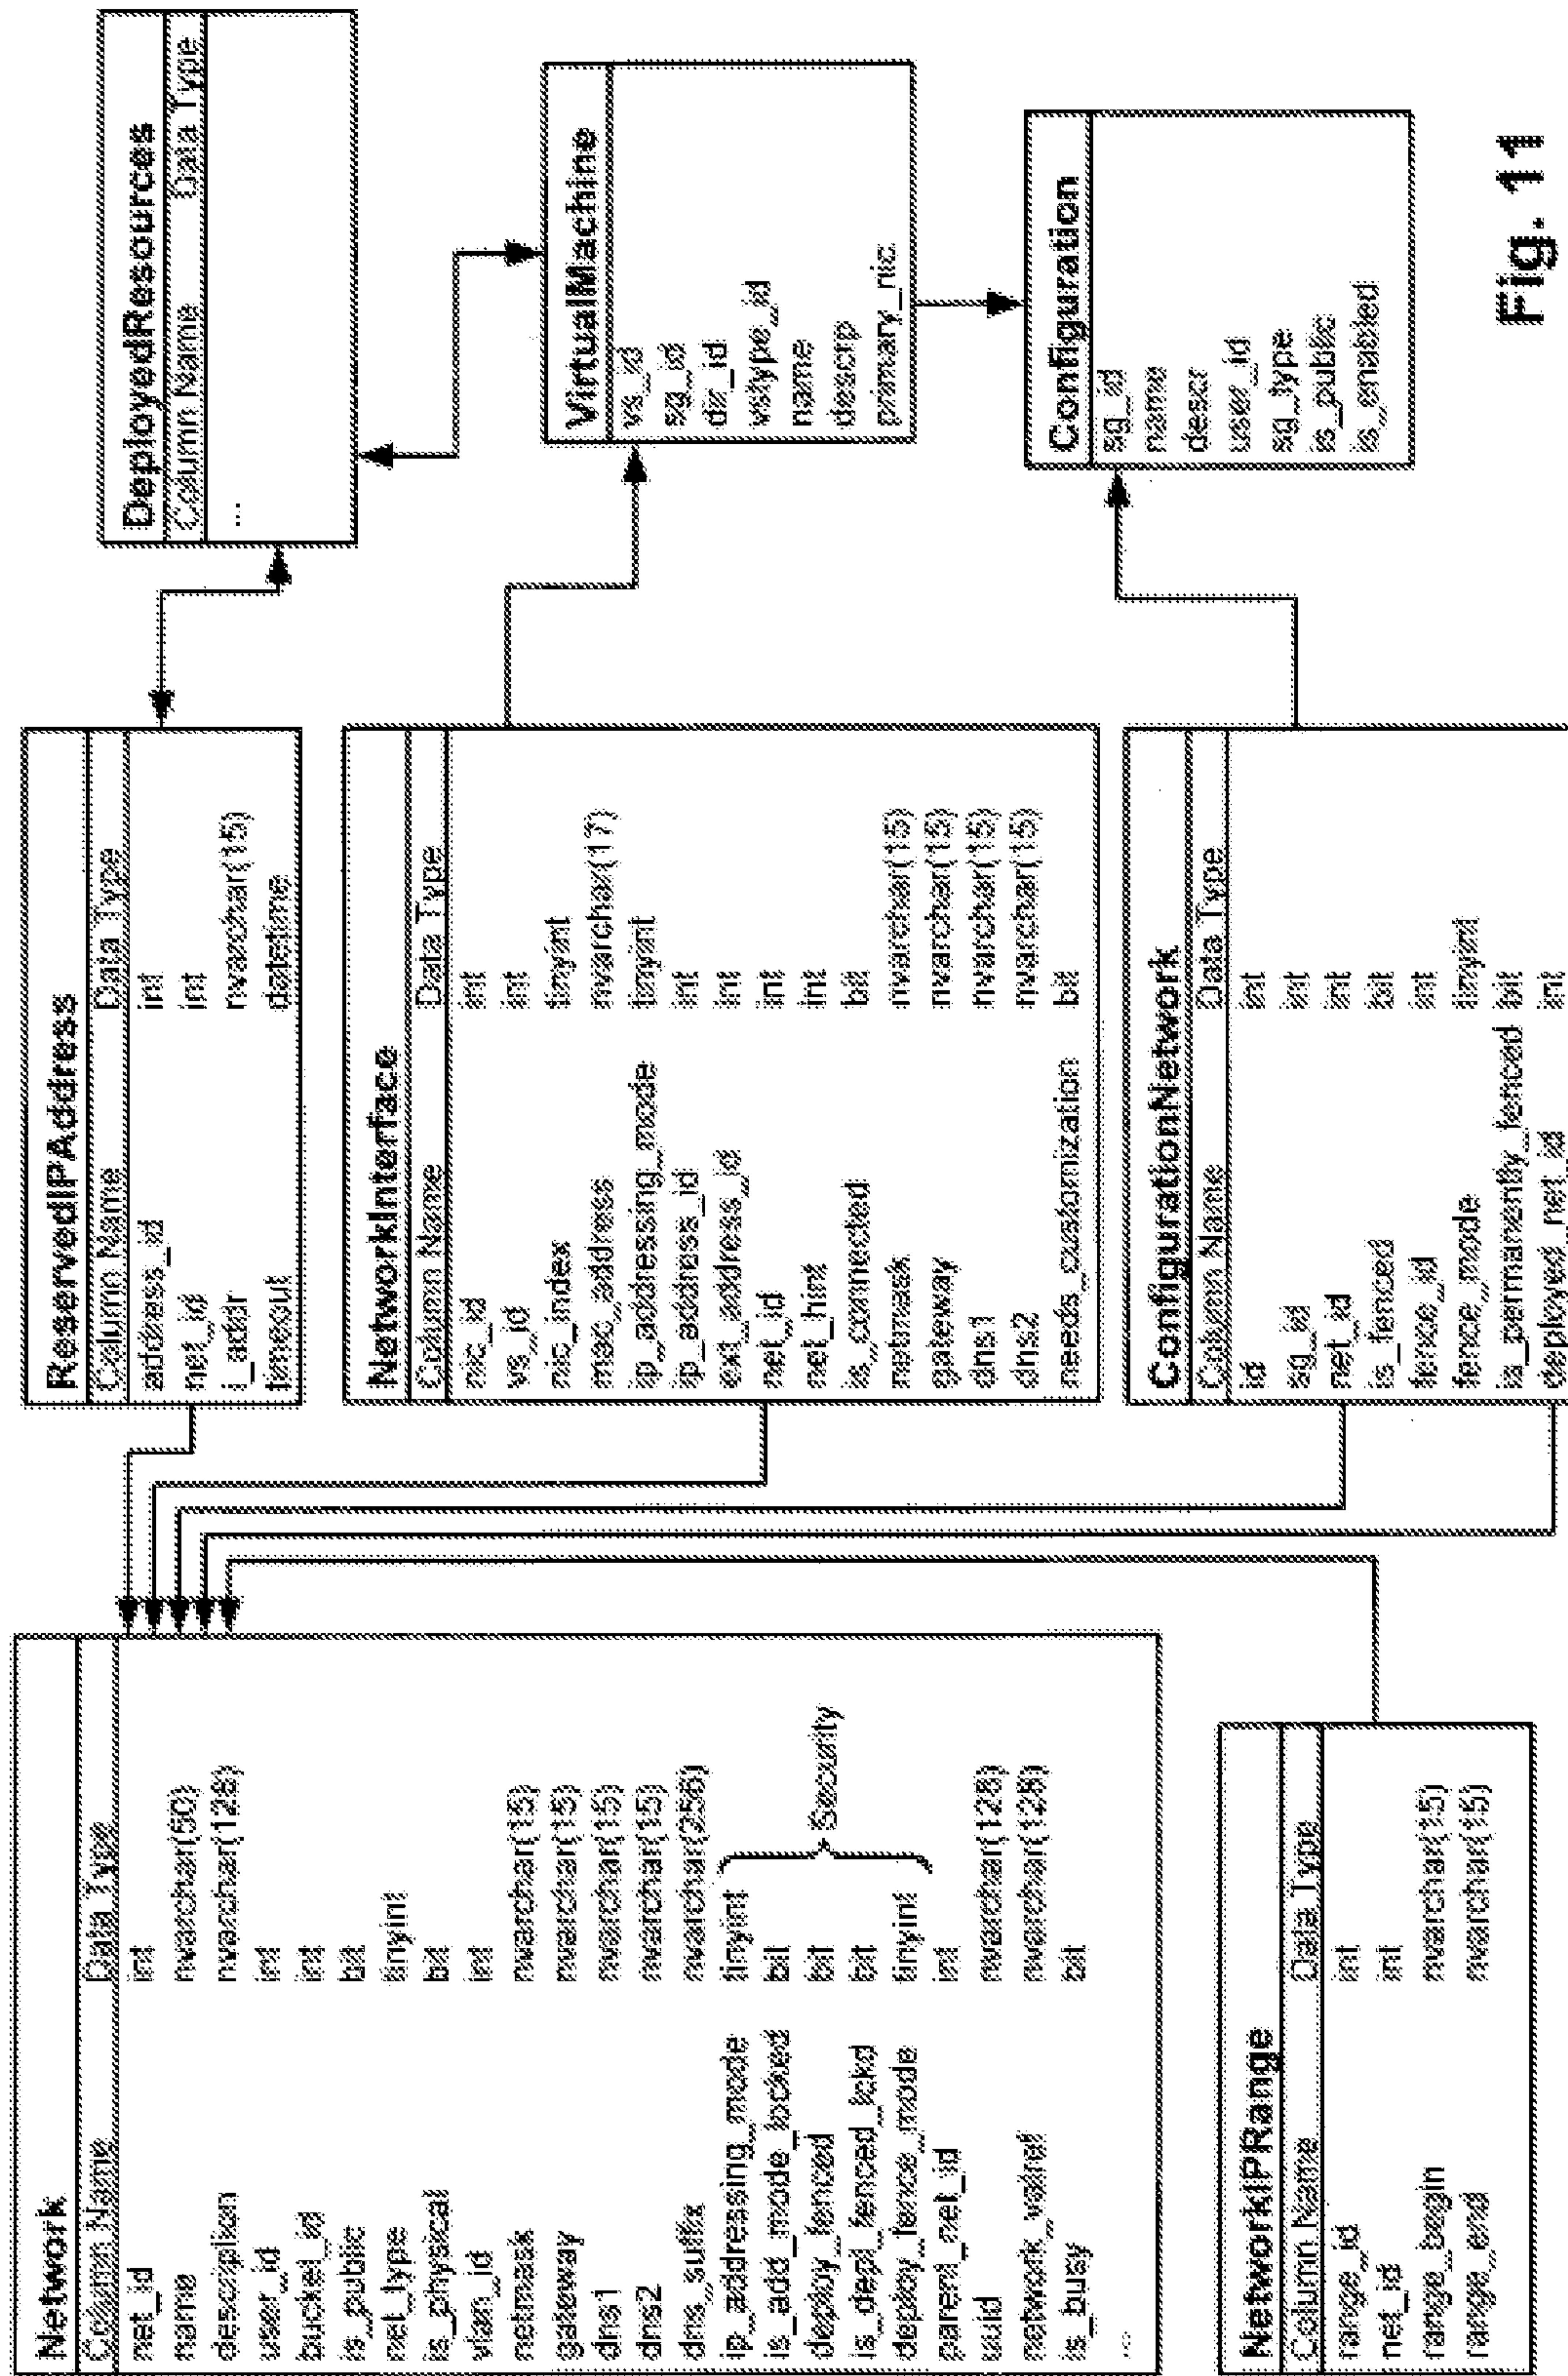 Network
Column Name Data Type
net_id int
name nvarchar(50)
description nvarchar(128)
user_id int
bucket_id int
is_public bit
net_type tinyint
is_physical bit
vlan_id int
netmask nvarchar(15)
gateway nvarchar(15)
dns1 nvarchar(15)
dns2 nvarchar(15)
dns_suffix nvarchar(256)
ip_addressing_mode tinyint
is_add_mode_locked bit
deploy_fenced bit
is_depl_fenced_lckd bit
deploy_fence_mode tinyint
Security
parent_net_id int
uuid nvarchar(128)
network_valref nvarchar(128)
is_busy bit
...
NetworkIPRange
Column Name Data Type
range_id int
net_id int
range_begin nvarchar(15)
range_end nvarchar(15)
ReservedIPAddress
Column Name Data Type
address_id int
net_id int
i_addr nvarchar(15)
timeout datetime
NetworkInterface
Column Name Data Type
nic_id int
vs_id int
nic_index tinyint
mac_address nvarchar(17)
ip_addressing_mode tinyint
ip_address_id int
ext_address_id int
net_id int
net_hint int
is_connected bit
netmask nvarchar(15)
gateway nvarchar(15)
dns1 nvarchar(15)
dns2 nvarchar(15)
needs_customization bit
ConfigurationNetwork
Column Name Data Type
id int
sg_id int
net_id int
is_fenced bit
fence_id int
fence_mode tinyint
is_permanently_fenced bit
deployed_net_id int
DeployedResources
Column Name Data Type
...
VirtualMachine
vs_id
sg_id
dir_id
vstype_id
name
descrp
primary_nic
Configuration
sg_id
name
descr
user_id
sg_type
is_public
is_enabled
Fig. 11